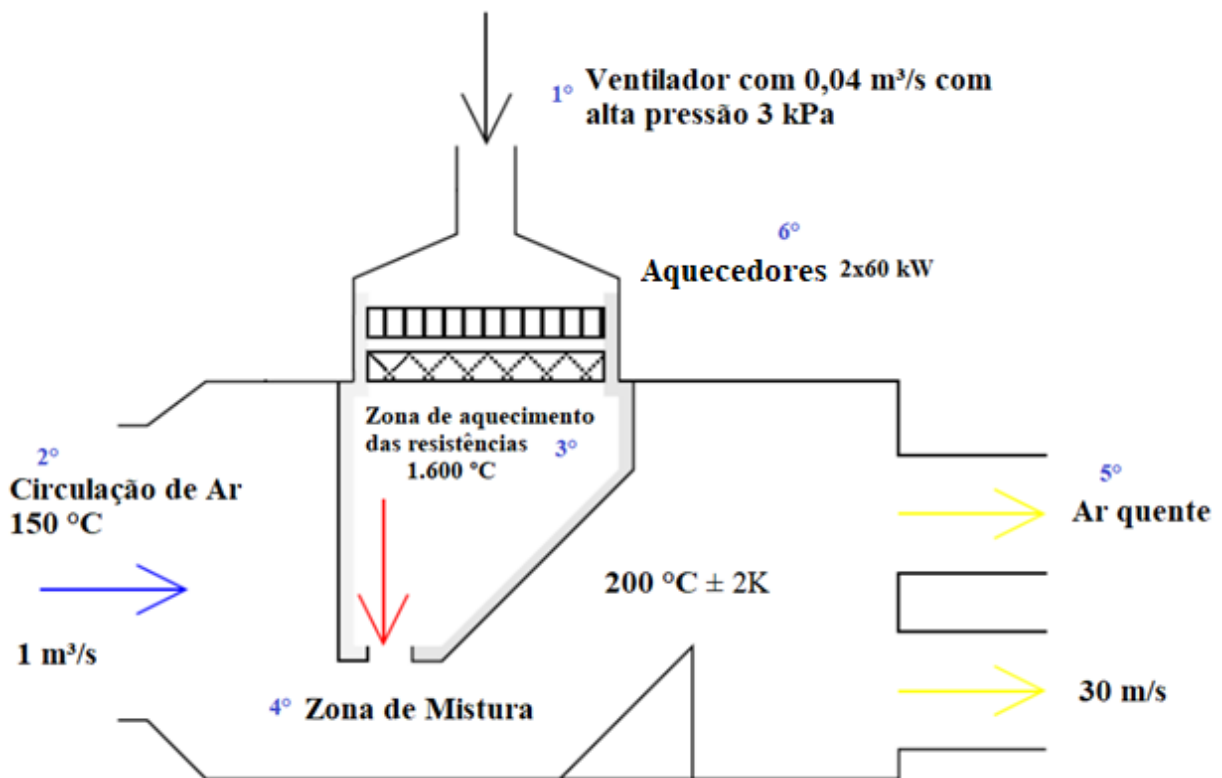 1° Ventilador com 0,04 m³/s com
alta pressão 3 kPa
6°
Aquecedores 2x60 kW
Zona de aquecimento
das resistências 3°
1.600 °C
2°
Circulação de Ar
150 °C
1 m³/s
4° Zona de Mistura
200 °C ± 2K
5°
Ar quente
30 m/s